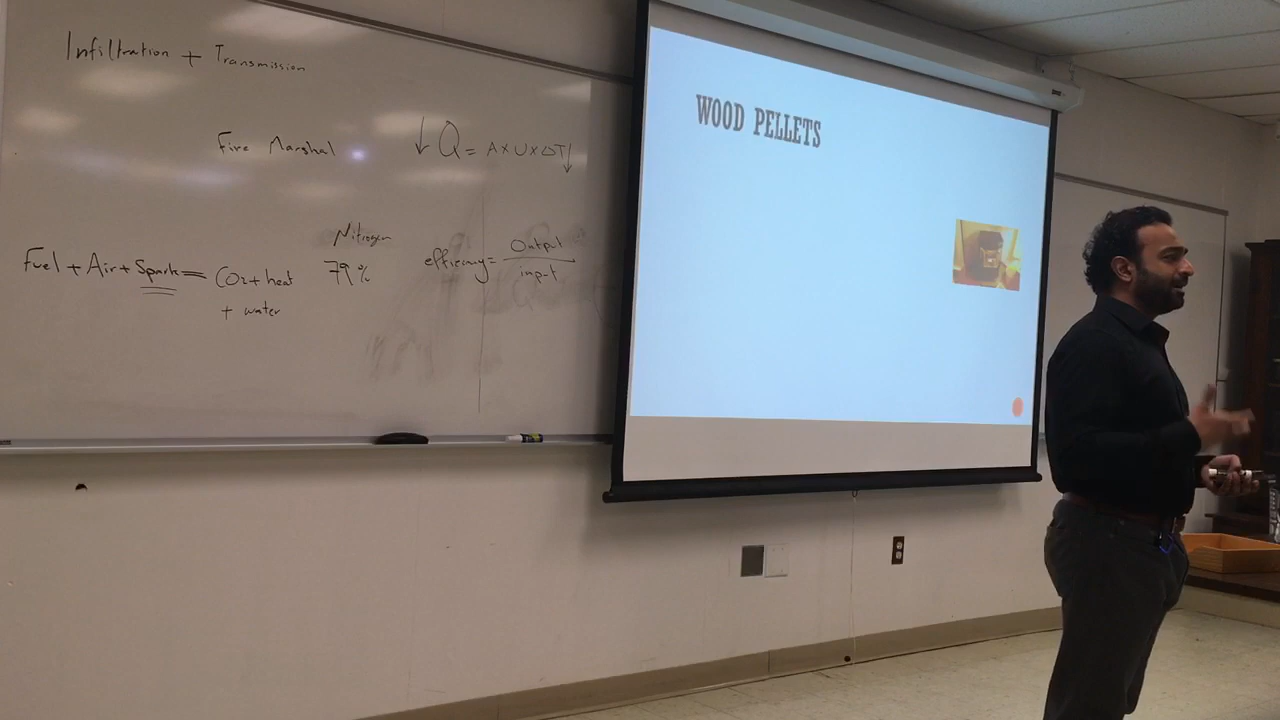 Infiltration + Transmission
Fire Marshal
↓ Q = A×U×ΔT↓
Nitrogen
79%
Fuel + Air + Spark = CO2 + heat
+ water
efficiency = Output
input
WOOD PELLETS